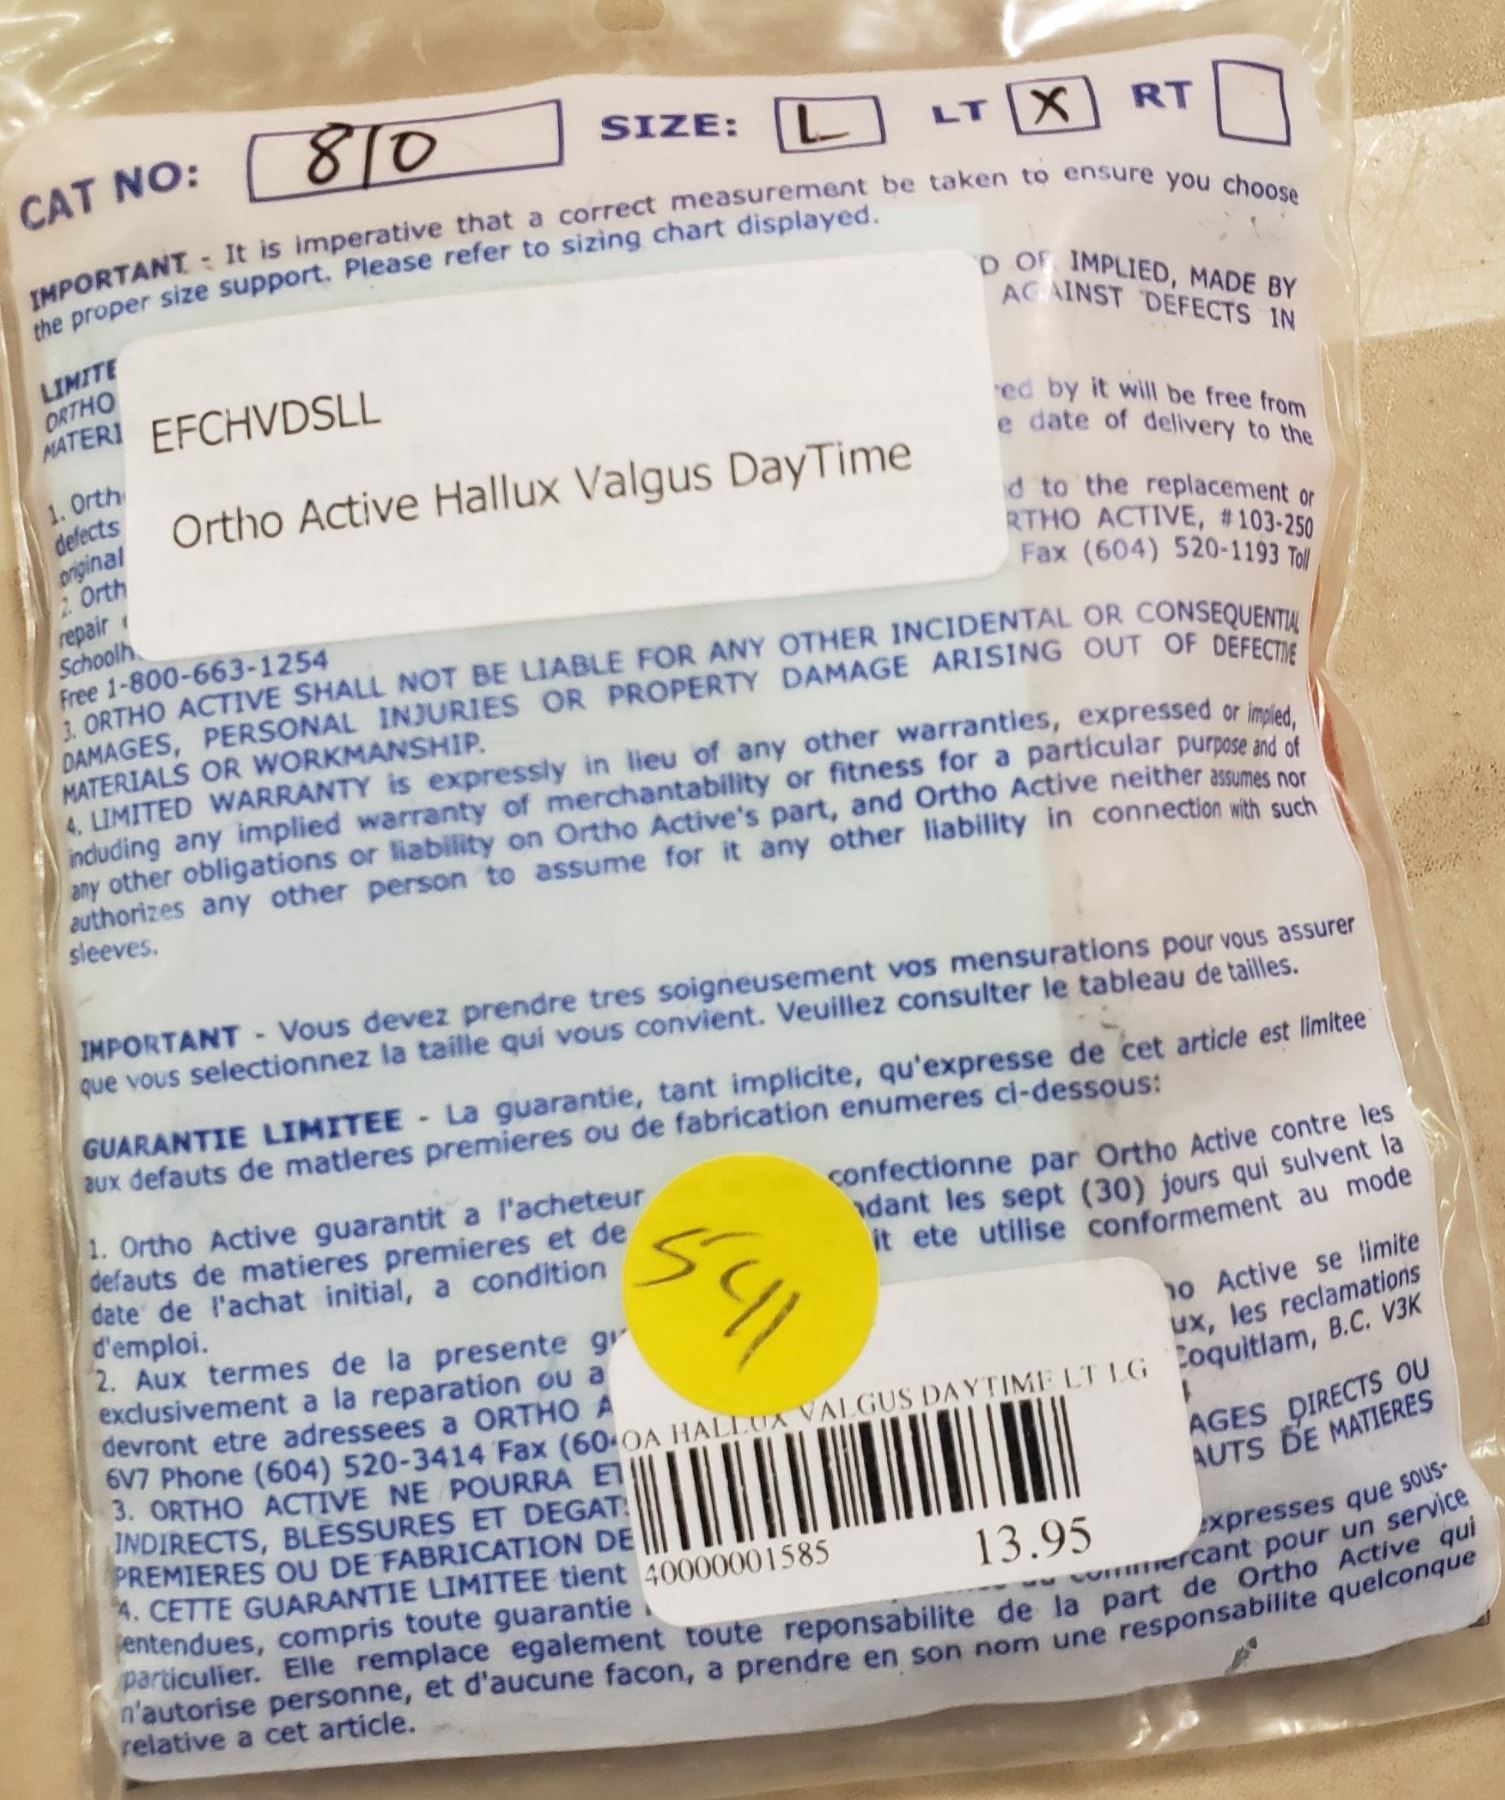 CAT NO: 810 SIZE: L LT X RT
IMPORTANT - It is imperative that a correct measurement be taken to ensure you choose
the proper size support. Please refer to sizing chart displayed.
LIMITE D OR IMPLIED, MADE BY
ORTHO AGAINST DEFECTS IN
MATERI
EFCHVDSLL
Ortho Active Hallux Valgus DayTime
1. Orth red by it will be free from
defects e date of delivery to the
original
2. Orth d to the replacement or
repair RTHO ACTIVE, #103-250
Schoolh Fax (604) 520-1193 Toll
Free 1-800-663-1254
3. ORTHO ACTIVE SHALL NOT BE LIABLE FOR ANY OTHER INCIDENTAL OR CONSEQUENTIAL
DAMAGES, PERSONAL INJURIES OR PROPERTY DAMAGE ARISING OUT OF DEFECTIVE
MATERIALS OR WORKMANSHIP.
4. LIMITED WARRANTY is expressly in lieu of any other warranties, expressed or implied,
including any implied warranty of merchantability or fitness for a particular purpose and of
any other obligations or liability on Ortho Active's part, and Ortho Active neither assumes nor
authorizes any other person to assume for it any other liability in connection with such
sleeves.
IMPORTANT - Vous devez prendre tres soigneusement vos mensurations pour vous assurer
que vous selectionnez la taille qui vous convient. Veuillez consulter le tableau de tailles.
GUARANTIE LIMITEE - La guarantie, tant implicite, qu'expresse de cet article est limitee
aux defauts de matieres premieres ou de fabrication enumeres ci-dessous:
1. Ortho Active guarantit a l'acheteur confectionne par Ortho Active contre les
defauts de matieres premieres et de ndant les sept (30) jours qui suivent la
date de l'achat initial, a condition it ete utilise conformement au mode
d'emploi.
2. Aux termes de la presente gu ho Active se limite
exclusivement a la reparation ou a ux, les reclamations
devront etre adressees a ORTHO A Coquitlam, B.C. V3K
6V7 Phone (604) 520-3414 Fax (604
3. ORTHO ACTIVE NE POURRA ET AGES DIRECTS OU
INDIRECTS, BLESSURES ET DEGATS AUTS DE MATIERES
PREMIERES OU DE FABRICATION DE
4. CETTE GUARANTIE LIMITEE tient expresses que sous-
entendues, compris toute guarantie commercant pour un service
particulier. Elle remplace egalement toute reponsabilite de la part de Ortho Active qui
n'autorise personne, et d'aucune facon, a prendre en son nom une responsabilite quelconque
relative a cet article.
541
OA HALLUX VALGUS DAYTIME LT LG
40000001585 13.95